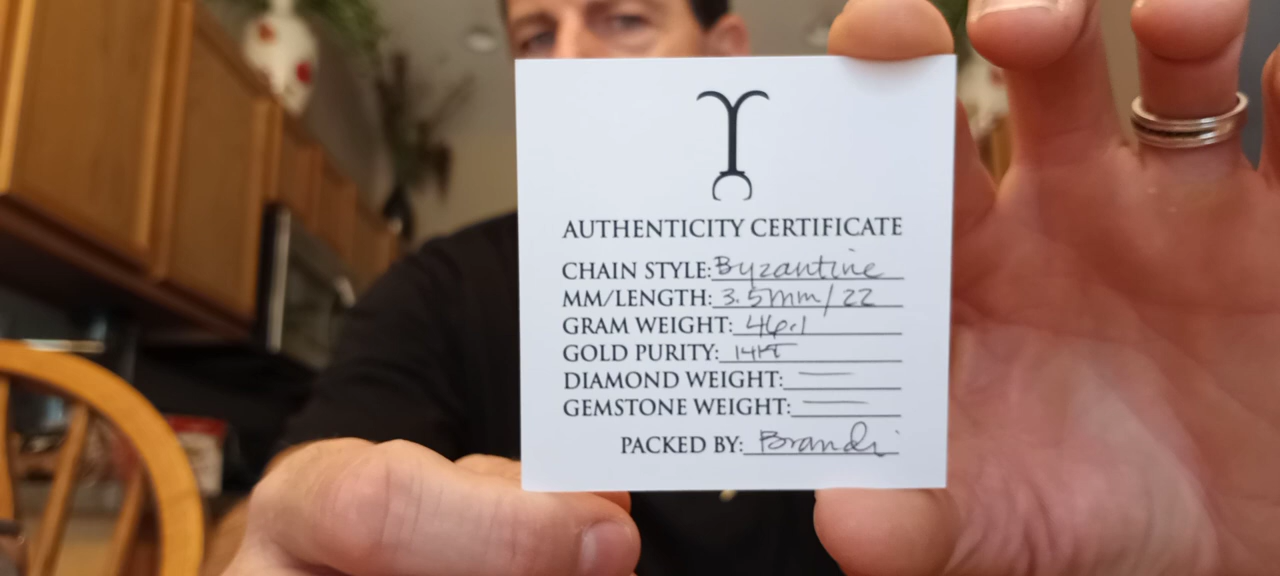 AUTHENTICITY CERTIFICATE
CHAIN STYLE: Byzantine
MM/LENGTH: 3.5mm/22
GRAM WEIGHT: 46.1
GOLD PURITY: 14KT
DIAMOND WEIGHT: —
GEMSTONE WEIGHT: —
PACKED BY: Brandi